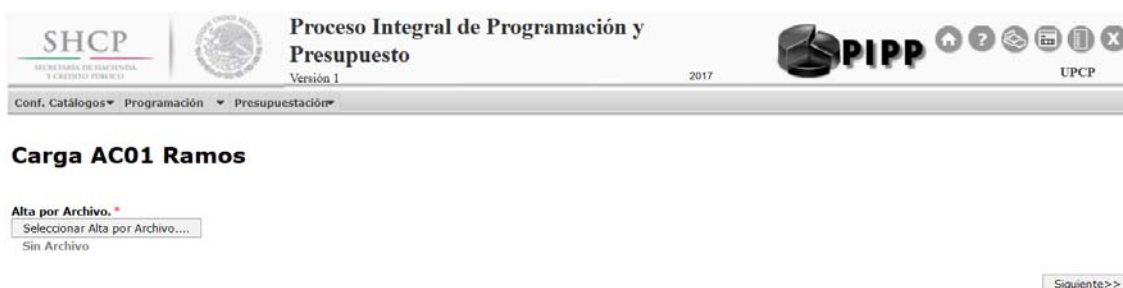 SHCP
SECRETARÍA DE HACIENDA
Y CRÉDITO PÚBLICO
Proceso Integral de Programación y
Presupuesto
Versión 1
2017
PIPP
UPCP
Conf. Catálogos Programación Presupuestación
Carga AC01 Ramos
Alta por Archivo. *
Seleccionar Alta por Archivo....
Sin Archivo
Siguiente>>